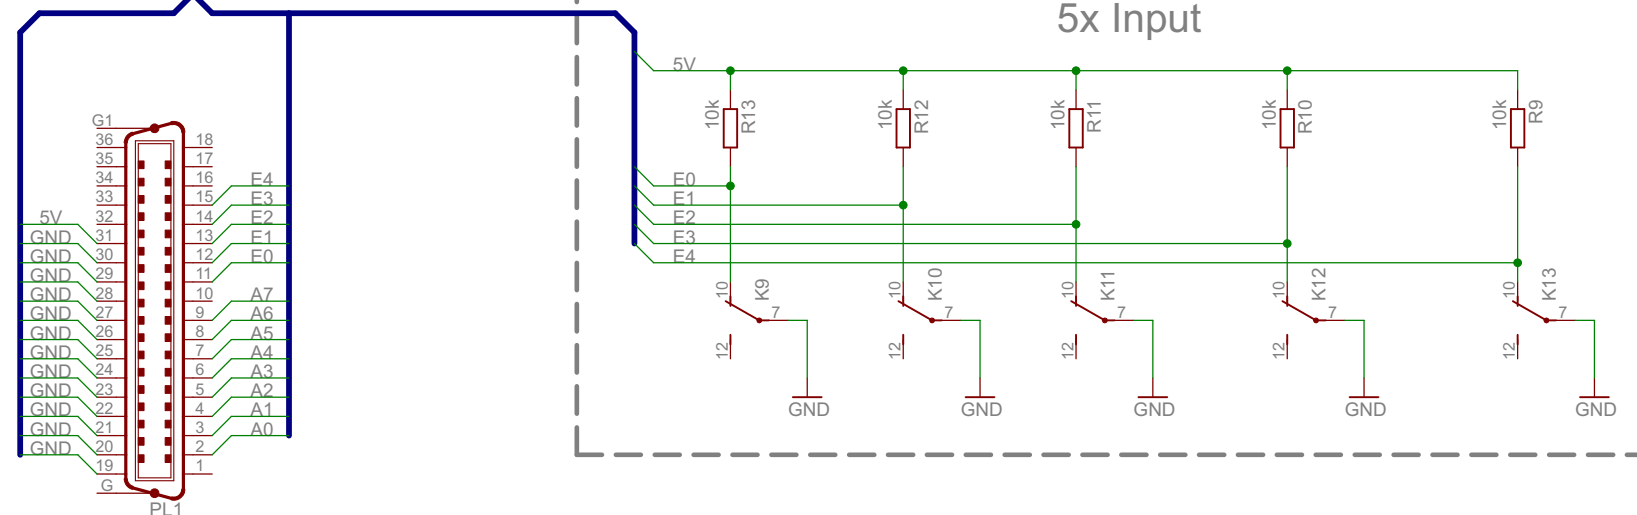 5x Input
5V
10k
R13
10k
R12
10k
R11
10k
R10
10k
R9
E0
E1
E2
E3
E4
10
K9
7
12
GND
10
K10
7
12
GND
10
K11
7
12
GND
10
K12
7
12
GND
10
K13
7
12
GND
G1
36
35
34
33
5V 32
GND 31
GND 30
GND 29
GND 28
GND 27
GND 26
GND 25
GND 24
GND 23
GND 22
GND 21
GND 20
GND 19
G
18
17
16 E4
15 E3
14 E2
13 E1
12 E0
11
10 A7
9 A6
8 A5
7 A4
6 A3
5 A2
4 A1
3 A0
2
1
PL1